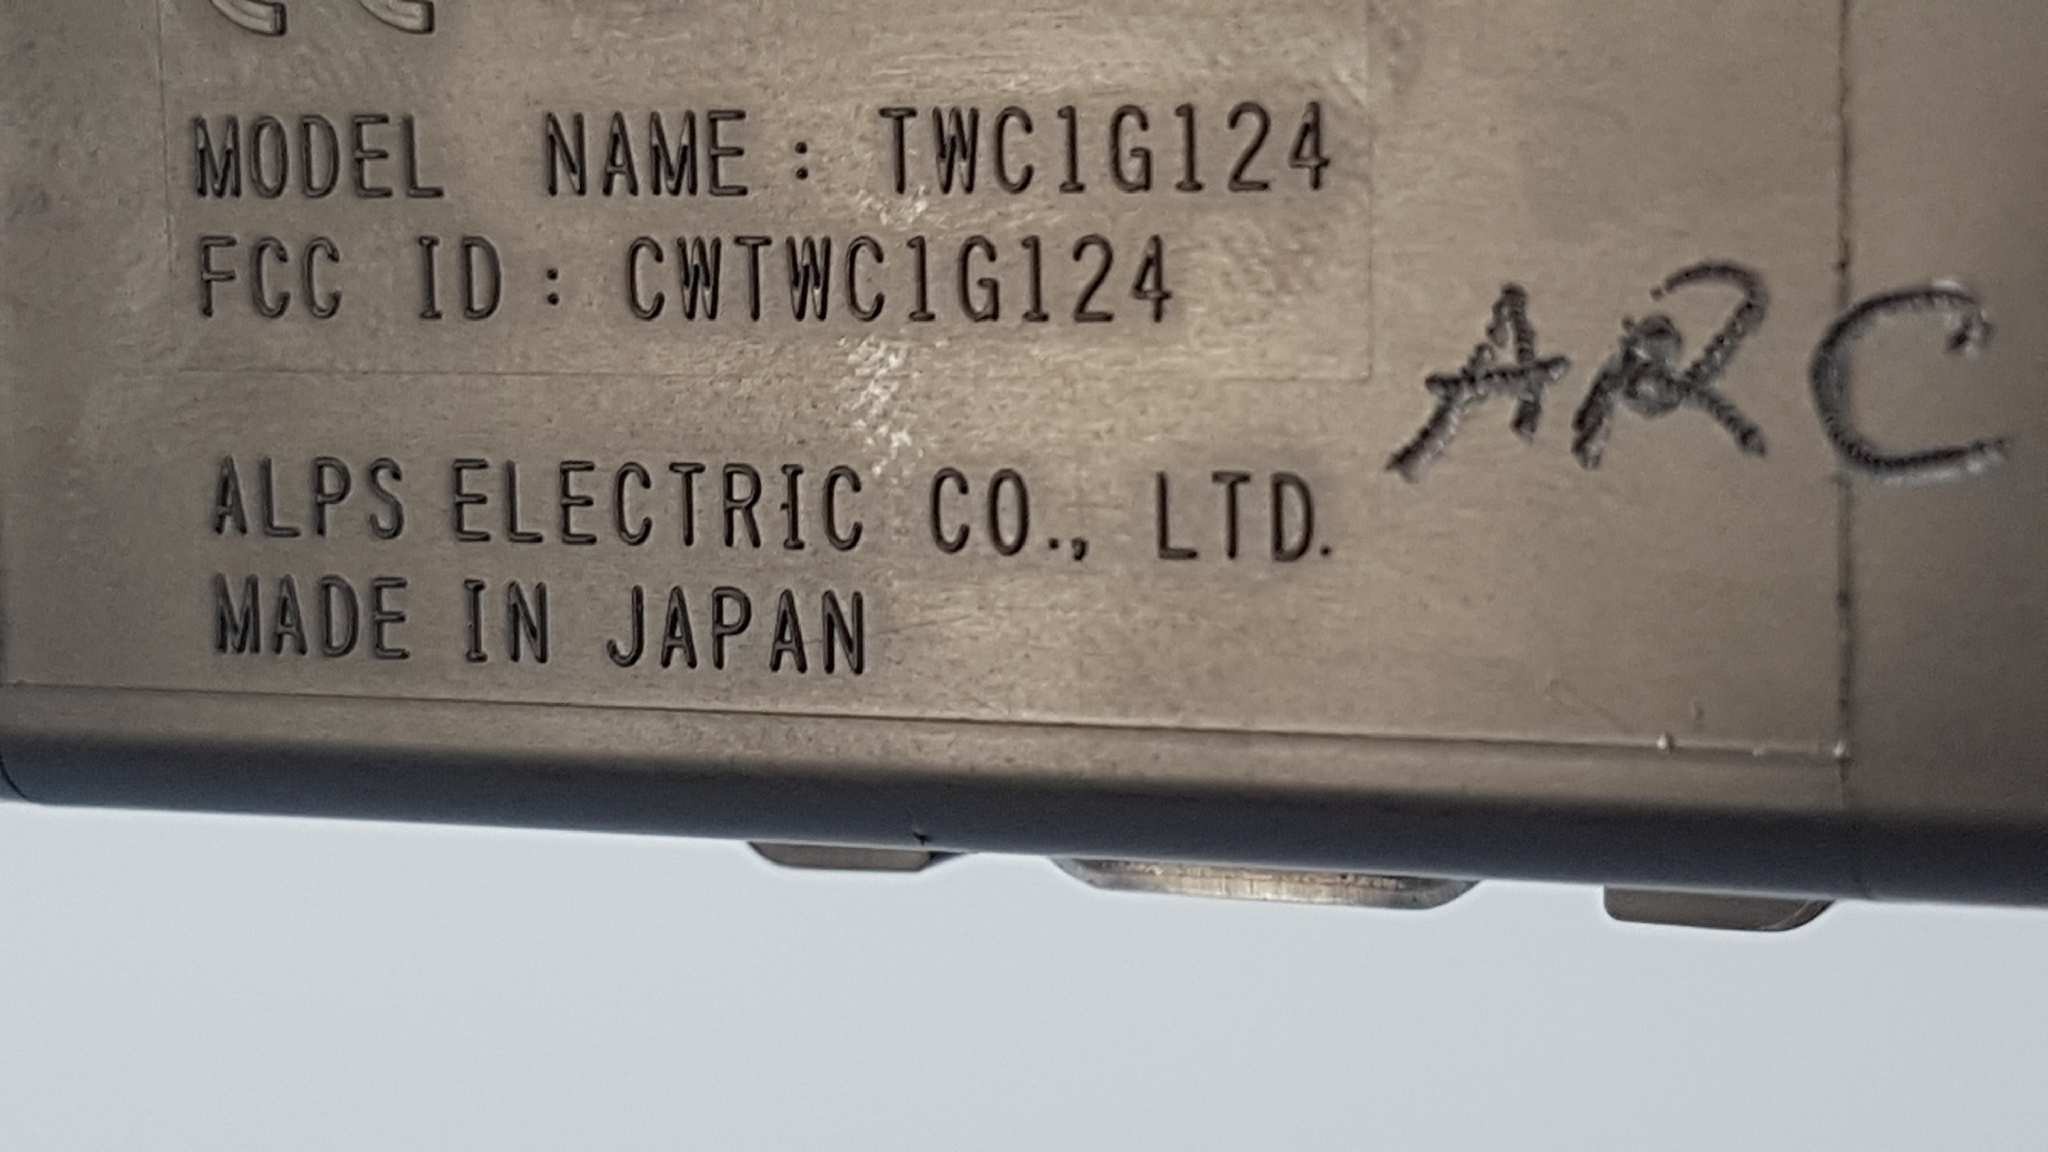 MODEL NAME: TWC1G124
FCC ID: CWTWC1G124
ARC
ALPS ELECTRIC CO., LTD.
MADE IN JAPAN